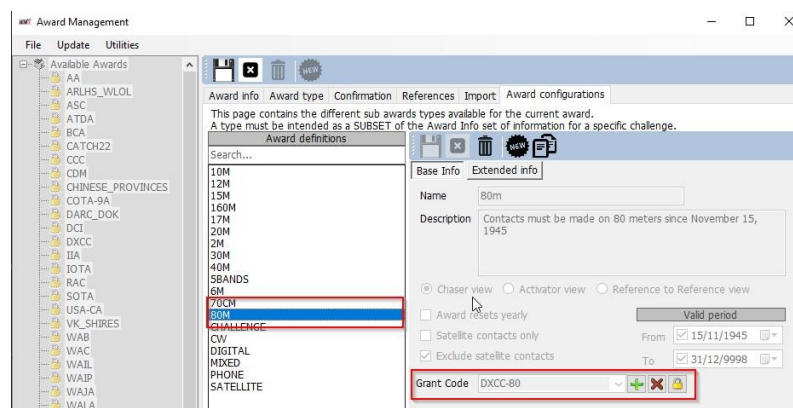 Award Management
File Update Utilities
Available Awards
AA
ARLHS_WLOL
ASC
ATDA
BCA
CATCH22
CCC
CDM
CHINESE_PROVINCES
COTA-9A
DARC_DOK
DCI
DXCC
IIA
IOTA
RAC
SOTA
USA-CA
VK_SHIRES
WAB
WAC
WAIL
WAIP
WAJA
WALA
NEW
Award info Award type Confirmation References Import Award configurations
This page contains the different sub awards types available for the current award.
A type must be intended as a SUBSET of the Award Info set of information for a specific challenge.
Award definitions
Search...
10M
12M
15M
160M
17M
20M
2M
30M
40M
5BANDS
6M
70CM
80M
CHALLENGE
CW
DIGITAL
MIXED
PHONE
SATELLITE
NEW
Base Info Extended info
Name 80m
Description Contacts must be made on 80 meters since November 15,
1945
Chaser view Activator view Reference to Reference view
Award resets yearly Valid period
Satellite contacts only From 15/11/1945
Exclude satellite contacts To 31/12/9998
Grant Code DXCC-80